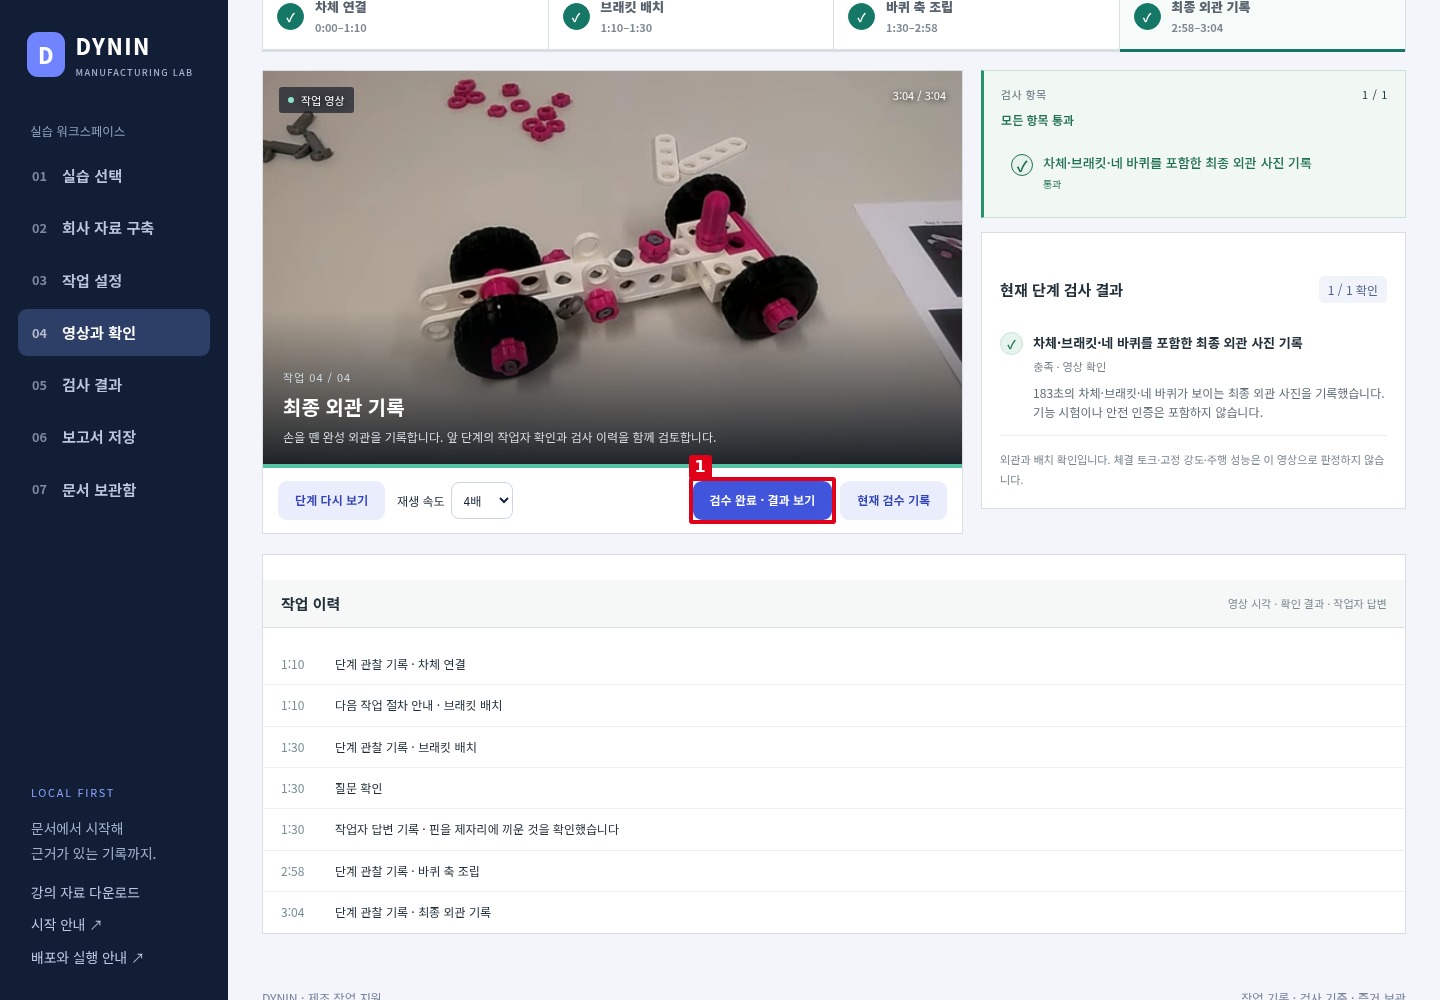 D DYNIN
MANUFACTURING LAB
실습 워크스페이스
01 실습 선택
02 회사 자료 구축
03 작업 설정
04 영상과 확인
05 검사 결과
06 보고서 저장
07 문서 보관함
LOCAL FIRST
문서에서 시작해
근거가 있는 기록까지.
강의 자료 다운로드
시작 안내 ↗
배포와 실행 안내 ↗
✓ 차체 연결
0:00–1:10
✓ 브래킷 배치
1:10–1:30
✓ 바퀴 축 조립
1:30–2:58
✓ 최종 외관 기록
2:58–3:04
작업 영상
3:04 / 3:04
작업 04 / 04
최종 외관 기록
손을 뗀 완성 외관을 기록합니다. 앞 단계의 작업자 확인과 검사 이력을 함께 검토합니다.
1
단계 다시 보기
재생 속도
4배
검수 완료 · 결과 보기
현재 검수 기록
검사 항목
1 / 1
모든 항목 통과
✓ 차체·브래킷·네 바퀴를 포함한 최종 외관 사진 기록
통과
현재 단계 검사 결과
1 / 1 확인
✓ 차체·브래킷·네 바퀴를 포함한 최종 외관 사진 기록
충족 · 영상 확인
183초의 차체·브래킷·네 바퀴가 보이는 최종 외관 사진을 기록했습니다.
기능 시험이나 안전 인증은 포함하지 않습니다.
외관과 배치 확인입니다. 체결 토크·고정 강도·주행 성능은 이 영상으로 판정하지 않습
니다.
작업 이력
영상 시각 · 확인 결과 · 작업자 답변
1:10 단계 관찰 기록 · 차체 연결
1:10 다음 작업 절차 안내 · 브래킷 배치
1:30 단계 관찰 기록 · 브래킷 배치
1:30 질문 확인
1:30 작업자 답변 기록 · 핀을 제자리에 끼운 것을 확인했습니다
2:58 단계 관찰 기록 · 바퀴 축 조립
3:04 단계 관찰 기록 · 최종 외관 기록
DYNIN · 제조 작업 지원
작업 기록 · 검사 기준 · 증거 보관